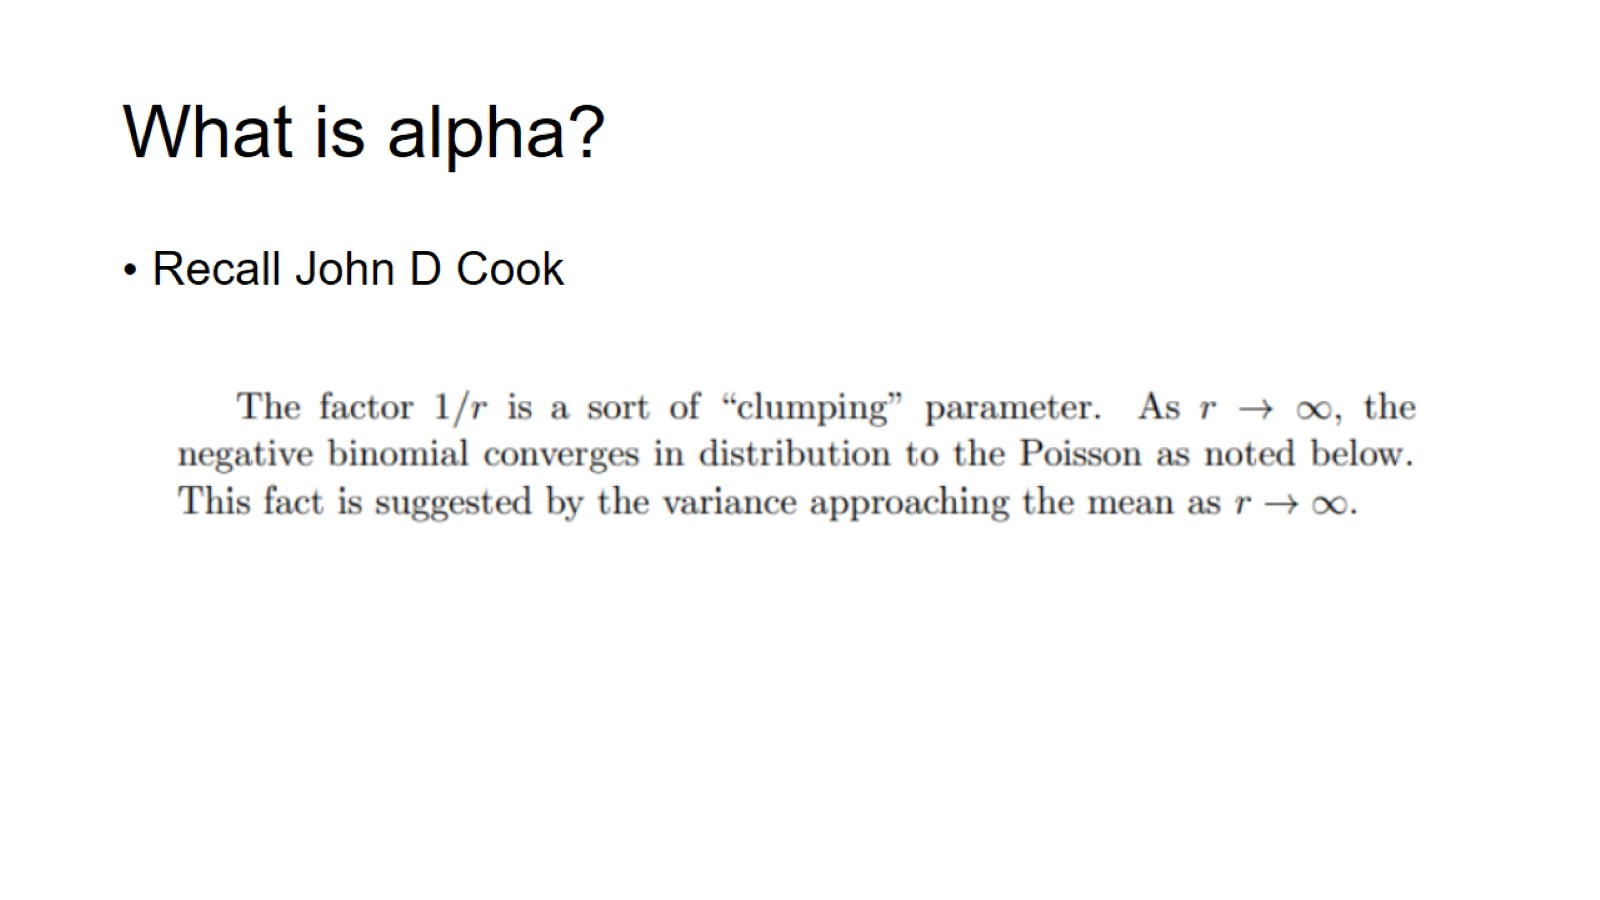 What is alpha?
• Recall John D Cook
The factor 1/r is a sort of “clumping” parameter. As r → ∞, the
negative binomial converges in distribution to the Poisson as noted below.
This fact is suggested by the variance approaching the mean as r → ∞.